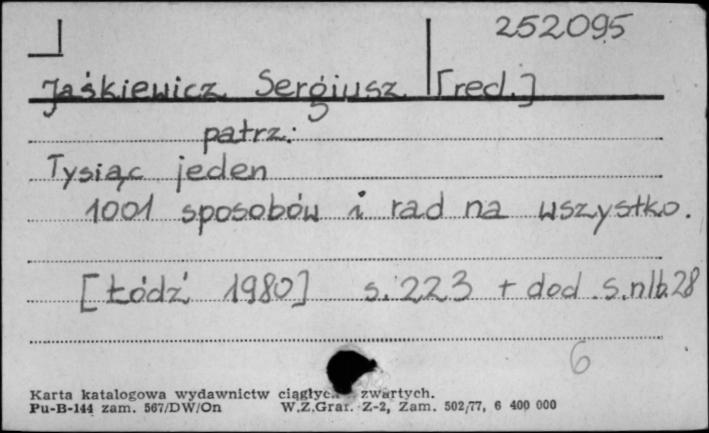 252095
Jaśkiewicz Sergiusz [red.]
patrz:
Tysiąc jeden
1001 sposobów i rad na wszystko.
[Łódź 1980] s. 223 + dod. s. nlb. 28
6
Karta katalogowa wydawnictw zwartych.
Pu-B-144 zam. 567/DW/On W.Z.Graf. Z-2, Zam. 502/77, 6 400 000